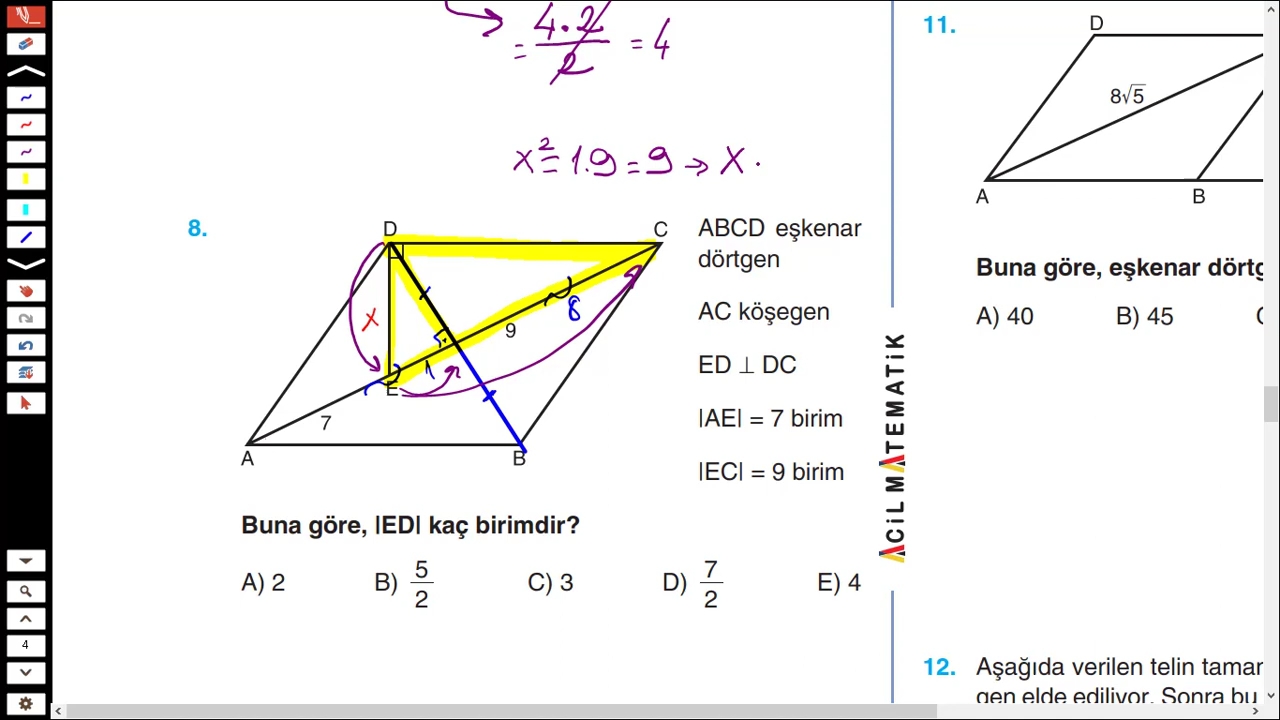 = 4.2 / 2 = 4
x² = 1.9 = 9 → x
11.
D
8√5
A
B
Buna göre, eşkenar dörtg
A) 40 B) 45 C
8.
D
C
x
8
9
1
E
7
A
B
ABCD eşkenar
dörtgen
AC köşegen
ED ⊥ DC
|AE| = 7 birim
|EC| = 9 birim
Buna göre, |ED| kaç birimdir?
A) 2 B) 5/2 C) 3 D) 7/2 E) 4
ACİL MATEMATİK
12. Aşağıda verilen telin tamar
gen elde ediliyor. Sonra bu
4